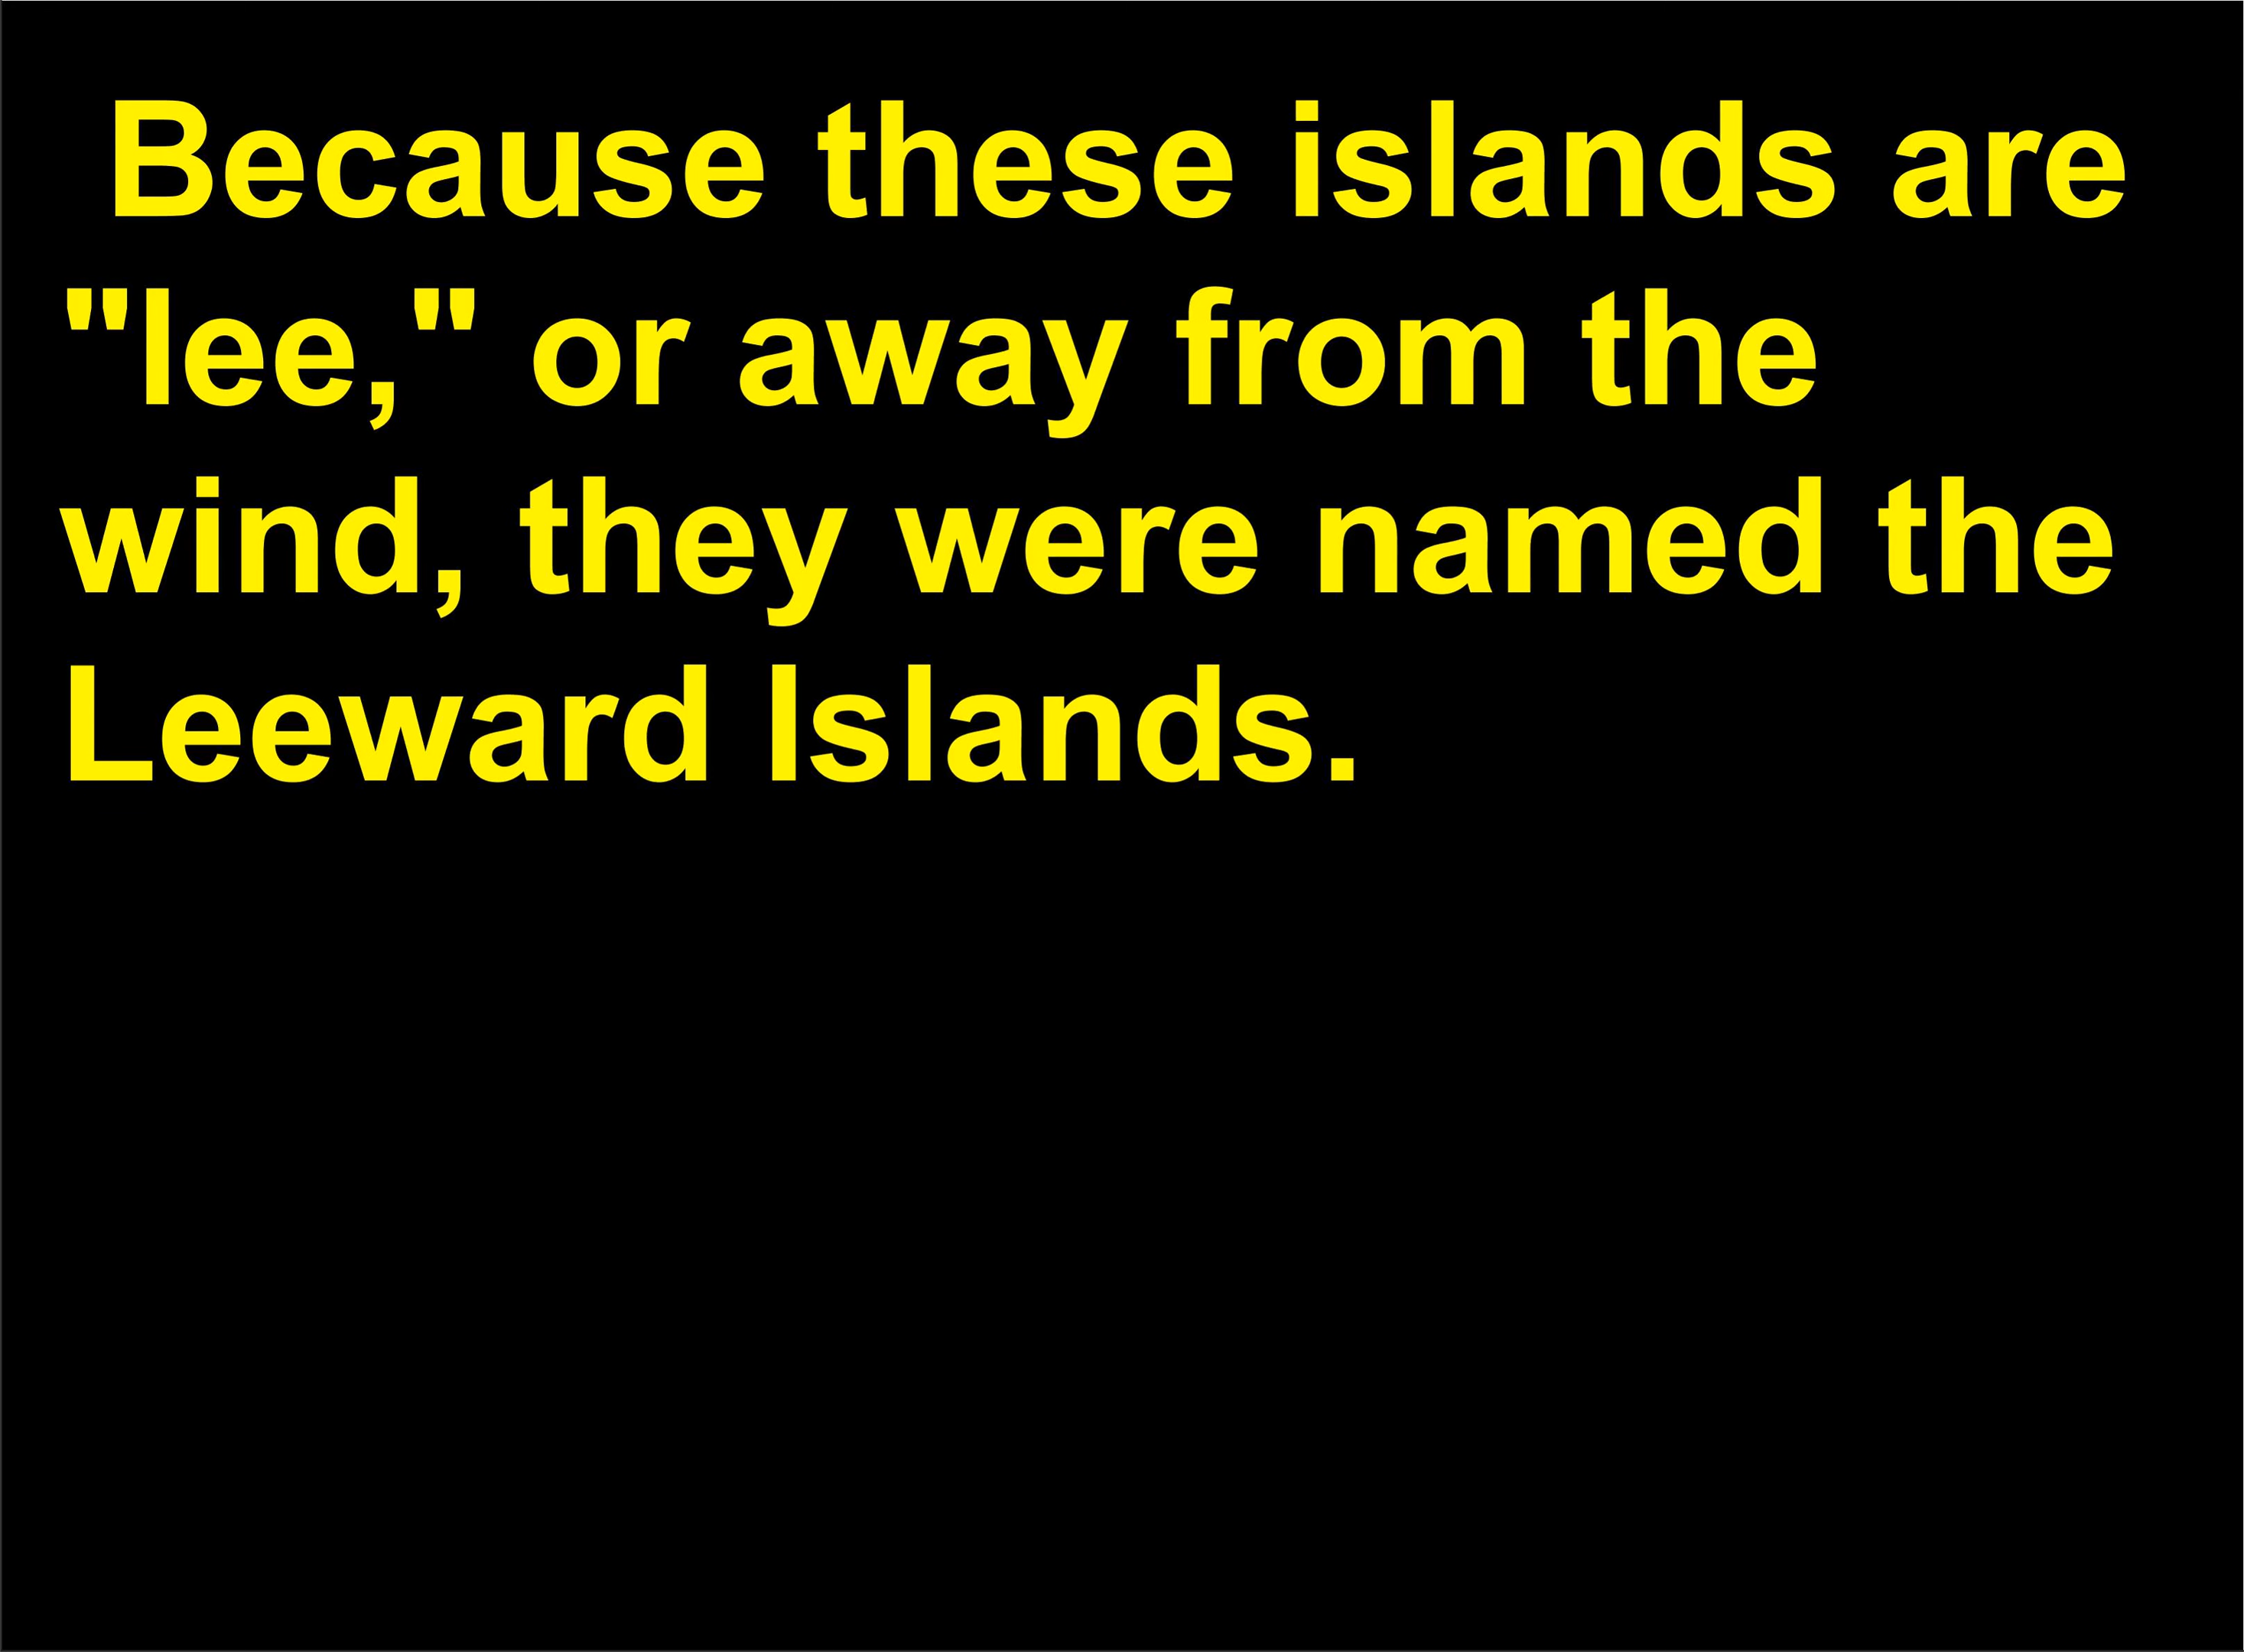 Because these islands are
"lee," or away from the
wind, they were named the
Leeward Islands.